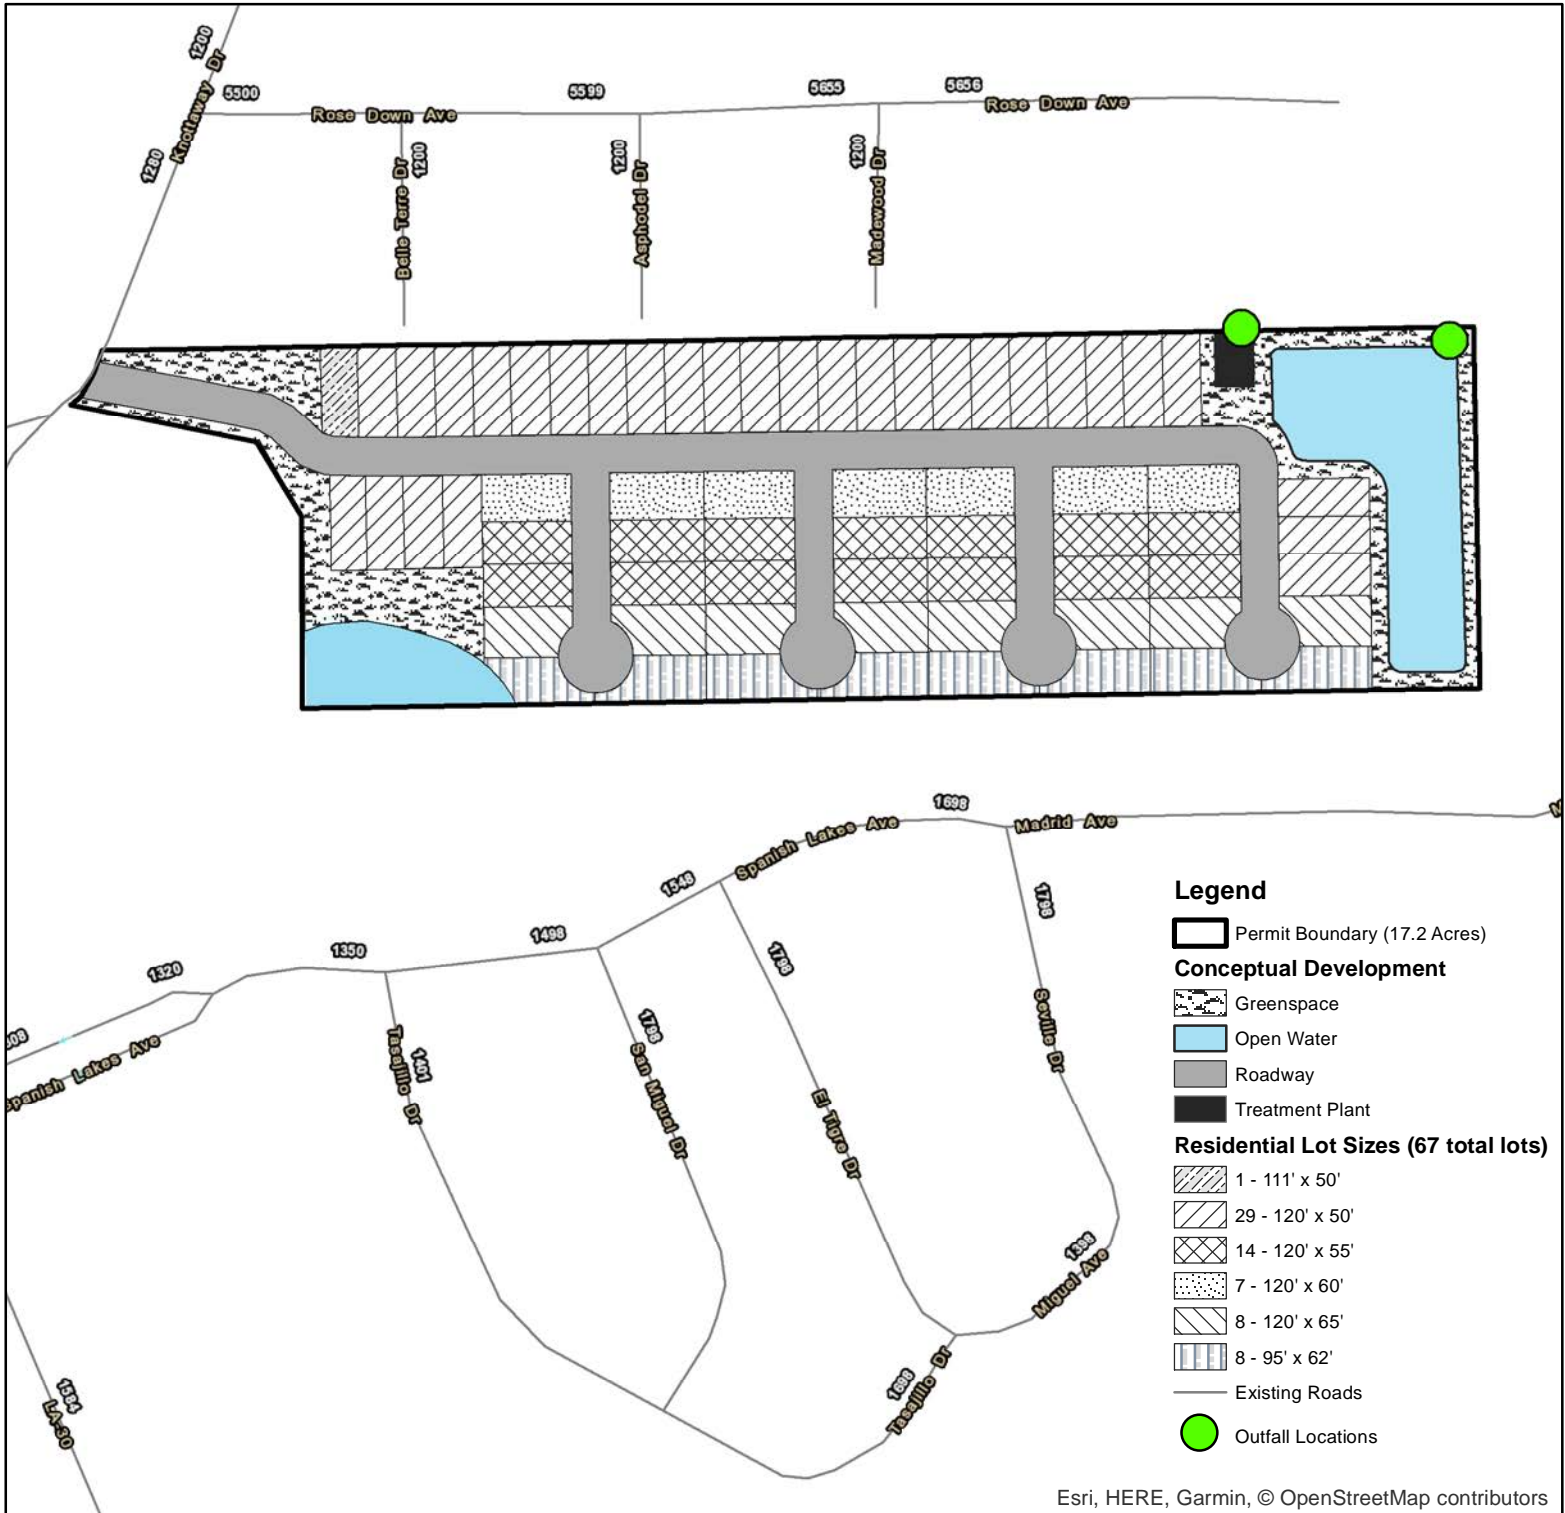 1200
Knottaway Dr
1280
5500
Rose Down Ave
5599
5655
5656
Rose Down Ave
Belle Terre Dr
1200
1200
Asphodel Dr
1200
Madewood Dr
1698
Spanish Lakes Ave
Madrid Ave
1546
1498
1350
1320
308
Spanish Lakes Ave
Tasajillo Dr
1401
1798
San Miguel Dr
1798
El Tigre Dr
1798
Seville Dr
1398
Miguel Ave
1698
Tasajillo Dr
1584
LA-30
Legend
Permit Boundary (17.2 Acres)
Conceptual Development
Greenspace
Open Water
Roadway
Treatment Plant
Residential Lot Sizes (67 total lots)
1 - 111' x 50'
29 - 120' x 50'
14 - 120' x 55'
7 - 120' x 60'
8 - 120' x 65'
8 - 95' x 62'
Existing Roads
Outfall Locations
Esri, HERE, Garmin, © OpenStreetMap contributors